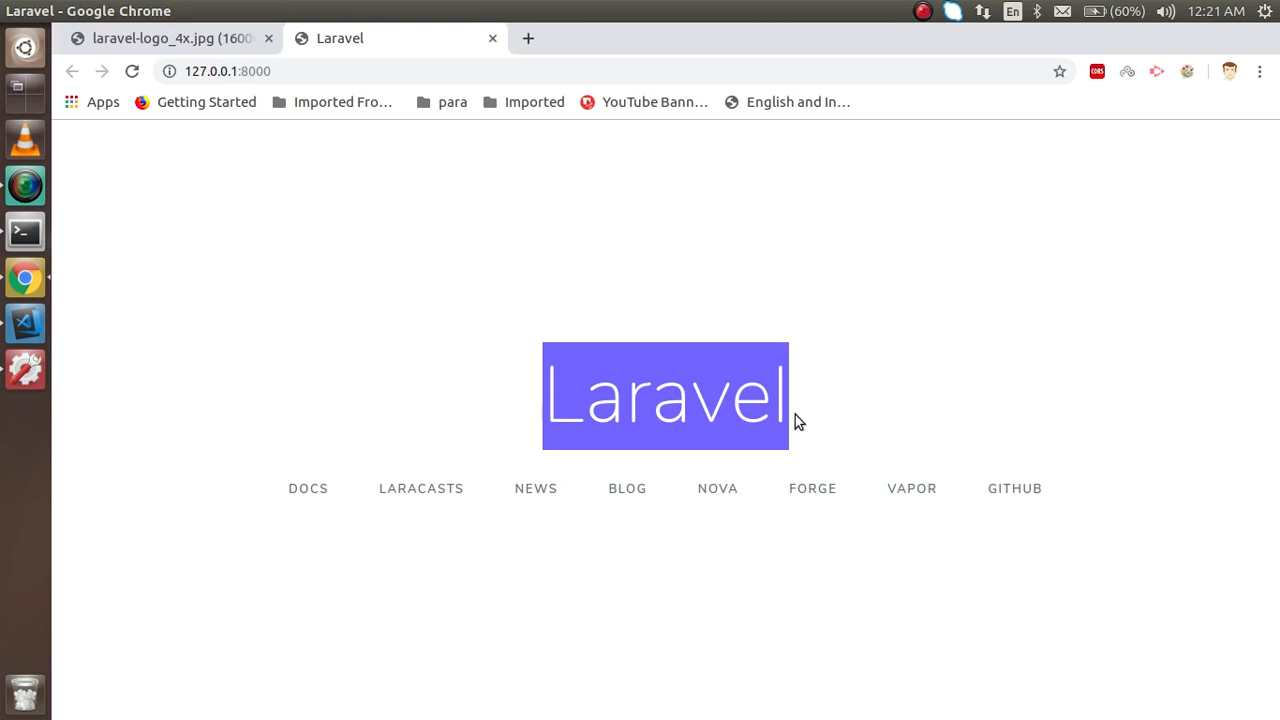 Laravel - Google Chrome
En
(60%)
12:21 AM
laravel-logo_4x.jpg (1600
Laravel
127.0.0.1:8000
CORS
Apps
Getting Started
Imported Fro...
para
Imported
YouTube Bann...
English and In...
Laravel
DOCS
LARACASTS
NEWS
BLOG
NOVA
FORGE
VAPOR
GITHUB